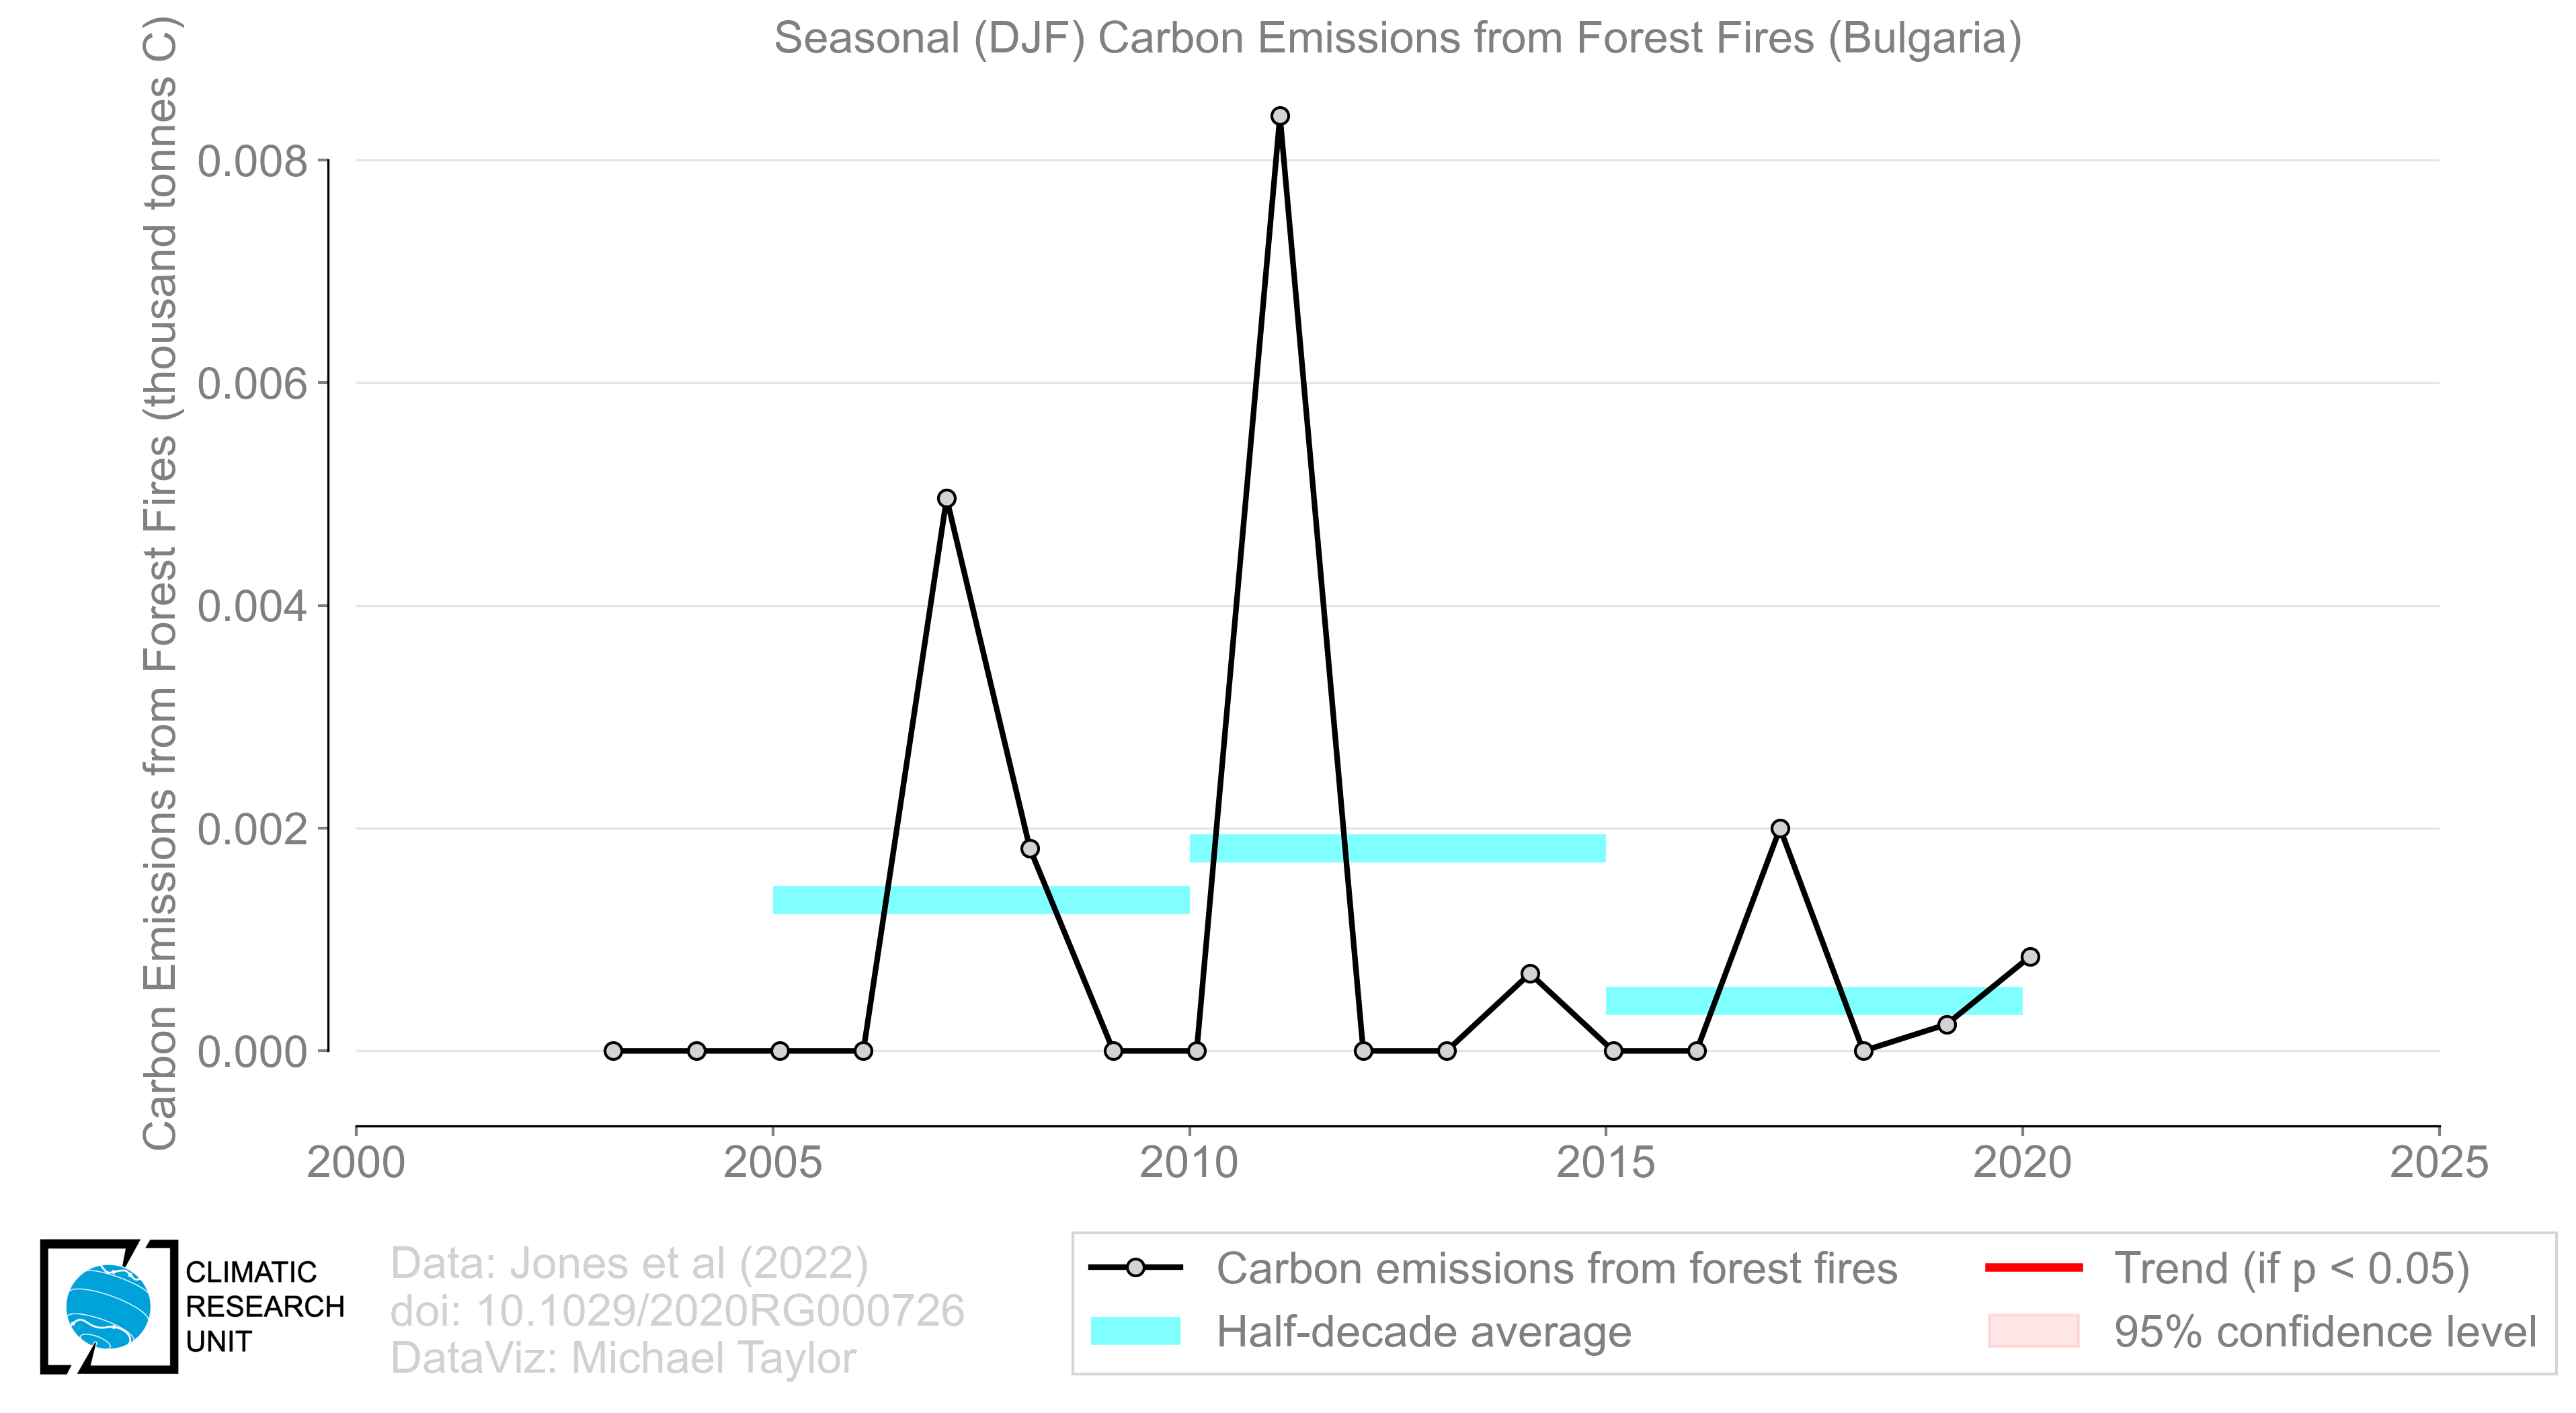 Seasonal (DJF) Carbon Emissions from Forest Fires (Bulgaria)
Carbon Emissions from Forest Fires (thousand tonnes C)
0.008
0.006
0.004
0.002
0.000
2000
2005
2010
2015
2020
2025
CLIMATIC
RESEARCH
UNIT
Data: Jones et al (2022)
doi: 10.1029/2020RG000726
DataViz: Michael Taylor
Carbon emissions from forest fires
Half-decade average
Trend (if p < 0.05)
95% confidence level